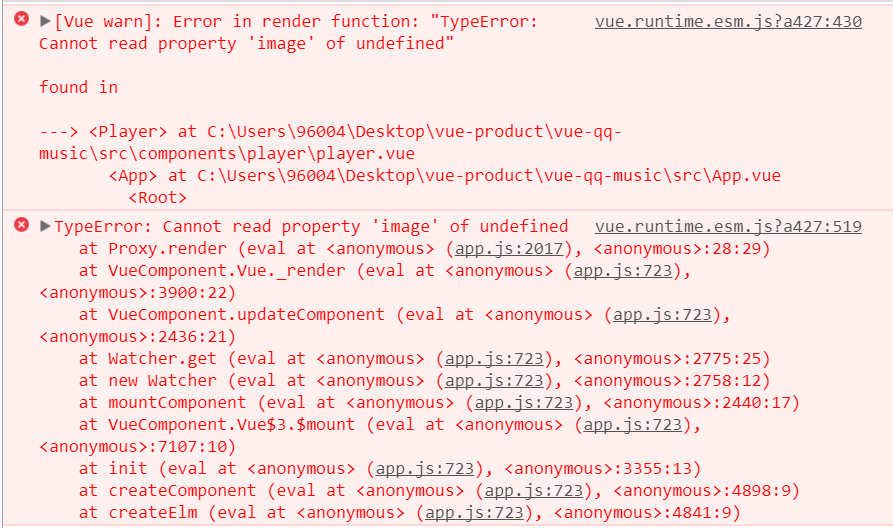 ▶[Vue warn]: Error in render function: "TypeError: vue.runtime.esm.js?a427:430
Cannot read property 'image' of undefined"
found in
---> <Player> at C:\Users\96004\Desktop\vue-product\vue-qq-
music\src\components\player\player.vue
<App> at C:\Users\96004\Desktop\vue-product\vue-qq-music\src\App.vue
<Root>
▶TypeError: Cannot read property 'image' of undefined vue.runtime.esm.js?a427:519
at Proxy.render (eval at <anonymous> (app.js:2017), <anonymous>:28:29)
at VueComponent.Vue._render (eval at <anonymous> (app.js:723),
<anonymous>:3900:22)
at VueComponent.updateComponent (eval at <anonymous> (app.js:723),
<anonymous>:2436:21)
at Watcher.get (eval at <anonymous> (app.js:723), <anonymous>:2775:25)
at new Watcher (eval at <anonymous> (app.js:723), <anonymous>:2758:12)
at mountComponent (eval at <anonymous> (app.js:723), <anonymous>:2440:17)
at VueComponent.Vue$3.$mount (eval at <anonymous> (app.js:723),
<anonymous>:7107:10)
at init (eval at <anonymous> (app.js:723), <anonymous>:3355:13)
at createComponent (eval at <anonymous> (app.js:723), <anonymous>:4898:9)
at createElm (eval at <anonymous> (app.js:723), <anonymous>:4841:9)